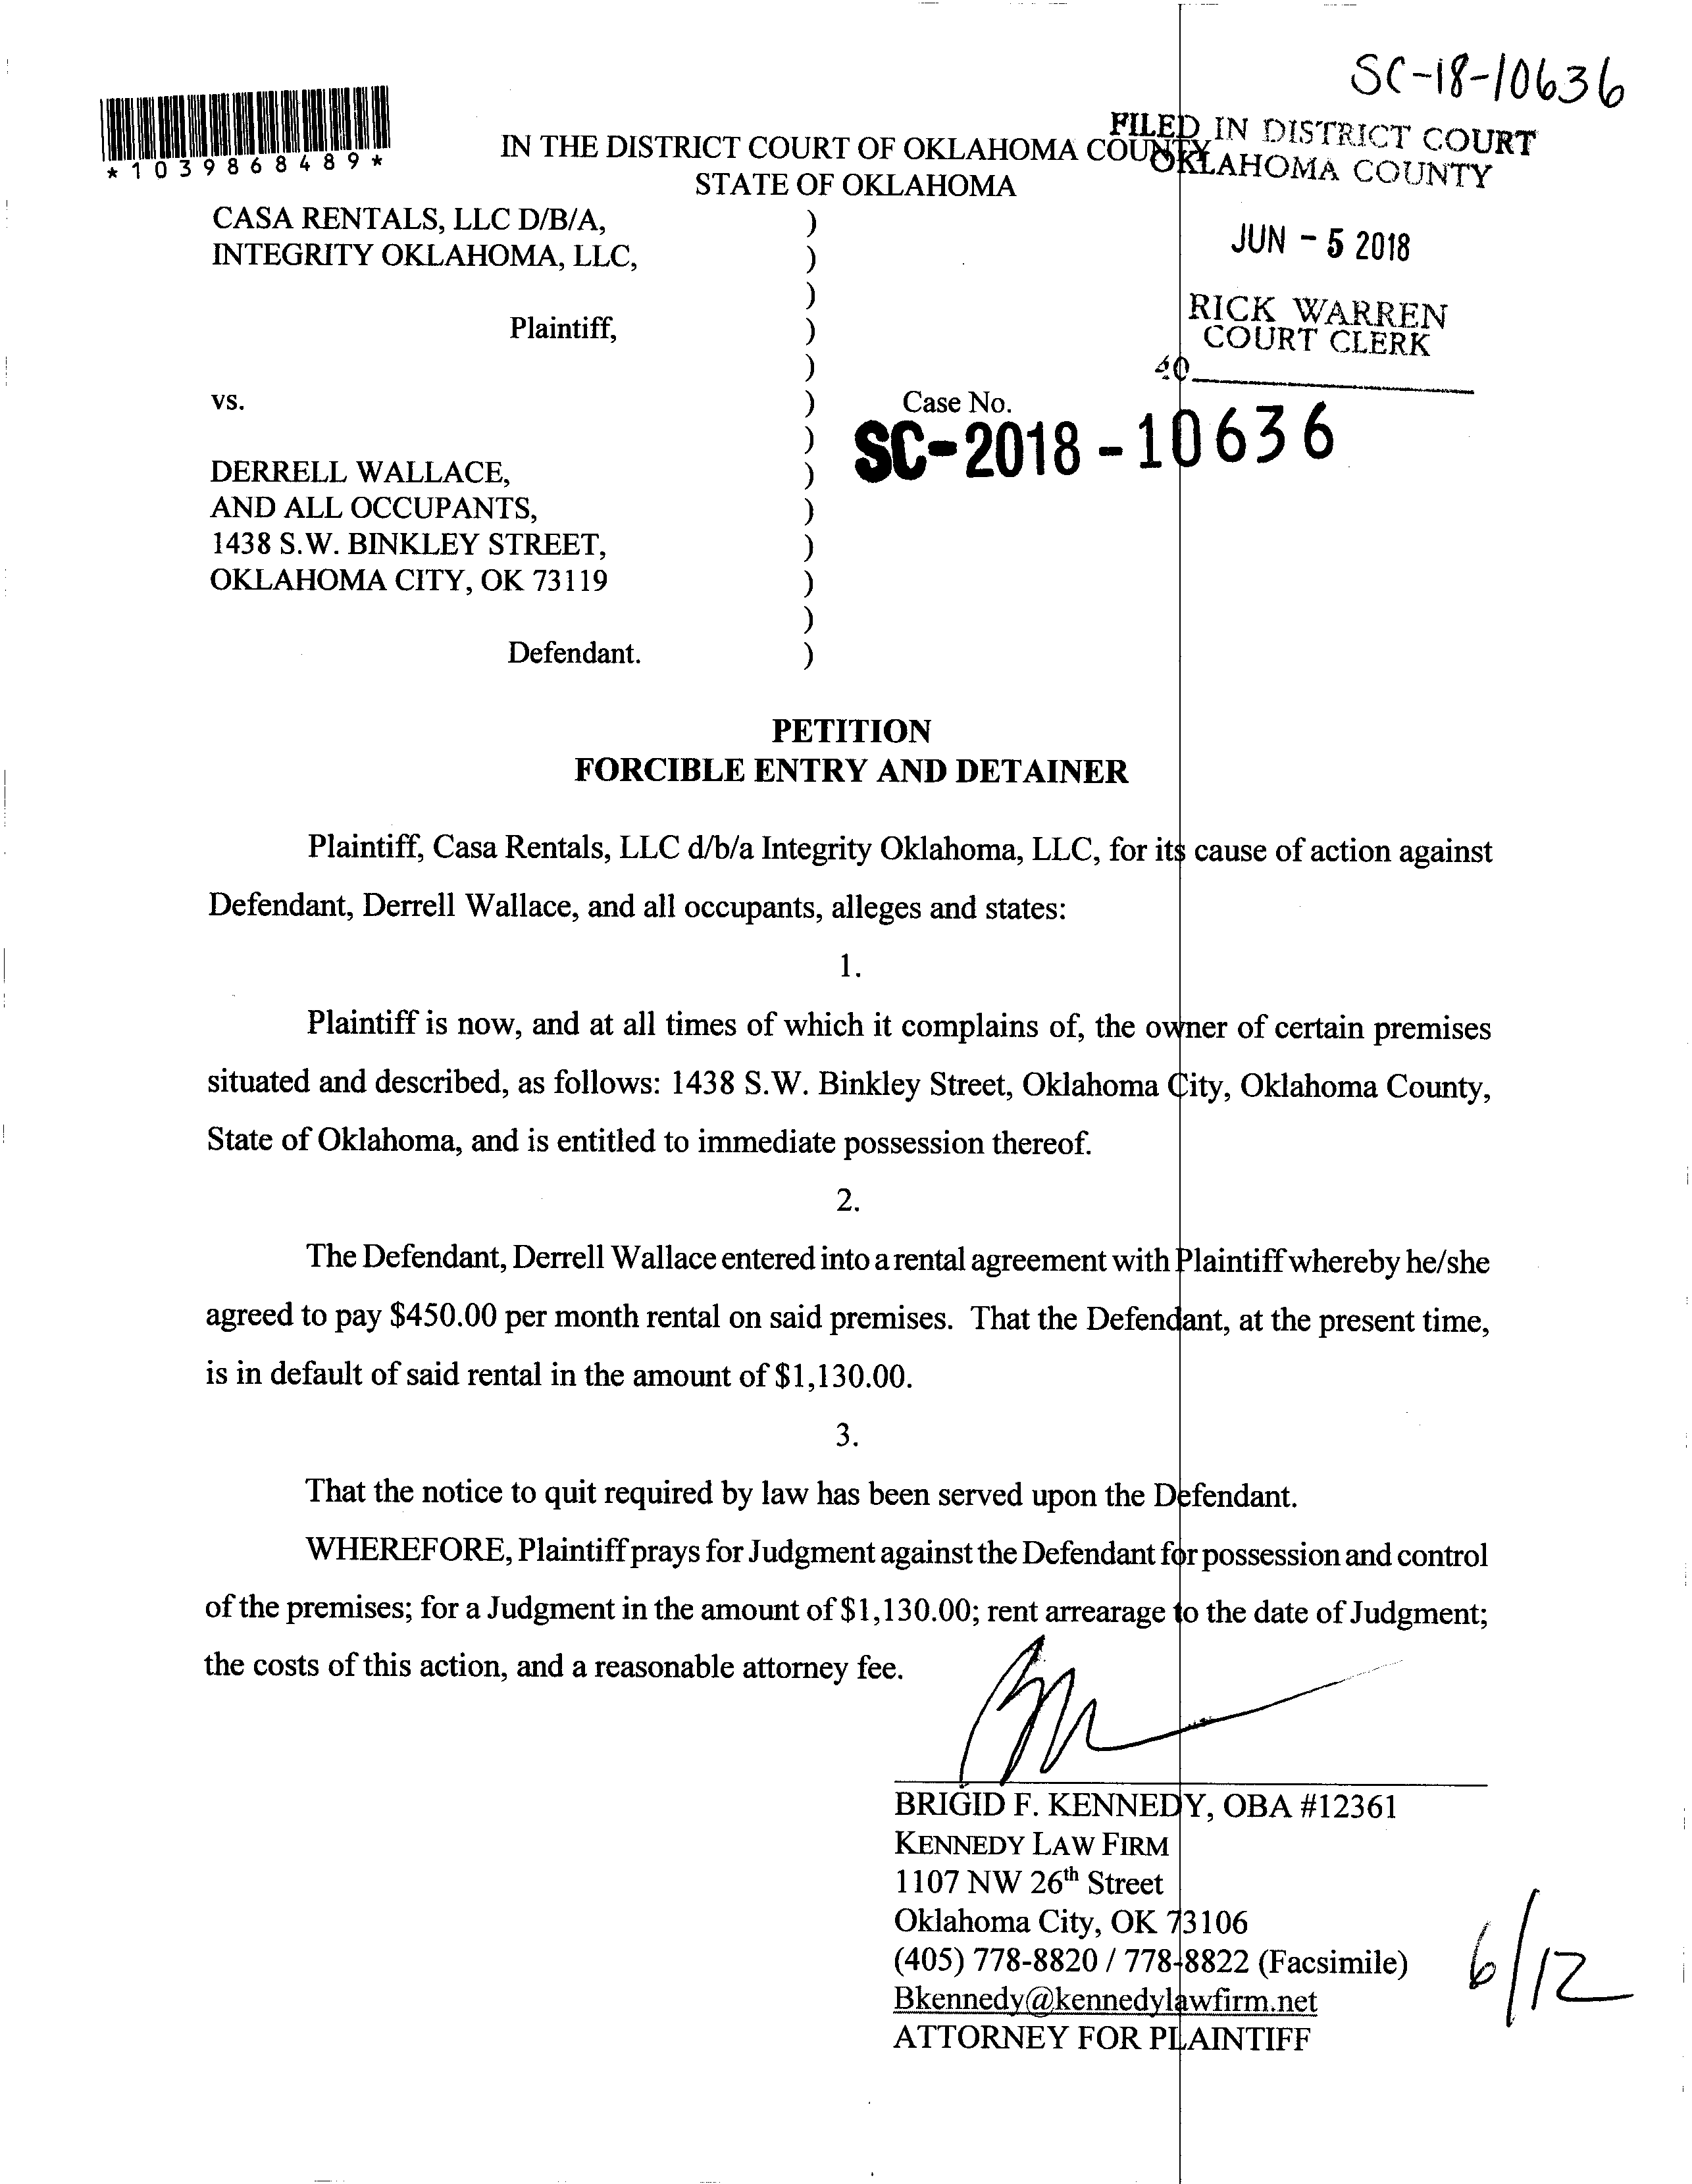 SC-18-10636
*1039868489*
IN THE DISTRICT COURT OF OKLAHOMA COUNTY
STATE OF OKLAHOMA
FILED IN DISTRICT COURT
OKLAHOMA COUNTY
JUN - 5 2018
RICK WARREN
COURT CLERK
40
CASA RENTALS, LLC D/B/A, )
INTEGRITY OKLAHOMA, LLC, )
)
Plaintiff, )
)
vs. ) Case No.
) SC-2018-10636
DERRELL WALLACE, )
AND ALL OCCUPANTS, )
1438 S.W. BINKLEY STREET, )
OKLAHOMA CITY, OK 73119 )
)
Defendant. )
PETITION
FORCIBLE ENTRY AND DETAINER
Plaintiff, Casa Rentals, LLC d/b/a Integrity Oklahoma, LLC, for its cause of action against
Defendant, Derrell Wallace, and all occupants, alleges and states:
1.
Plaintiff is now, and at all times of which it complains of, the owner of certain premises
situated and described, as follows: 1438 S.W. Binkley Street, Oklahoma City, Oklahoma County,
State of Oklahoma, and is entitled to immediate possession thereof.
2.
The Defendant, Derrell Wallace entered into a rental agreement with Plaintiff whereby he/she
agreed to pay $450.00 per month rental on said premises. That the Defendant, at the present time,
is in default of said rental in the amount of $1,130.00.
3.
That the notice to quit required by law has been served upon the Defendant.
WHEREFORE, Plaintiff prays for Judgment against the Defendant for possession and control
of the premises; for a Judgment in the amount of $1,130.00; rent arrearage to the date of Judgment;
the costs of this action, and a reasonable attorney fee.
BRIGID F. KENNEDY, OBA #12361
KENNEDY LAW FIRM
1107 NW 26th Street
Oklahoma City, OK 73106
(405) 778-8820 / 778-8822 (Facsimile)
Bkennedy@kennedylawfirm.net
ATTORNEY FOR PLAINTIFF
6/12